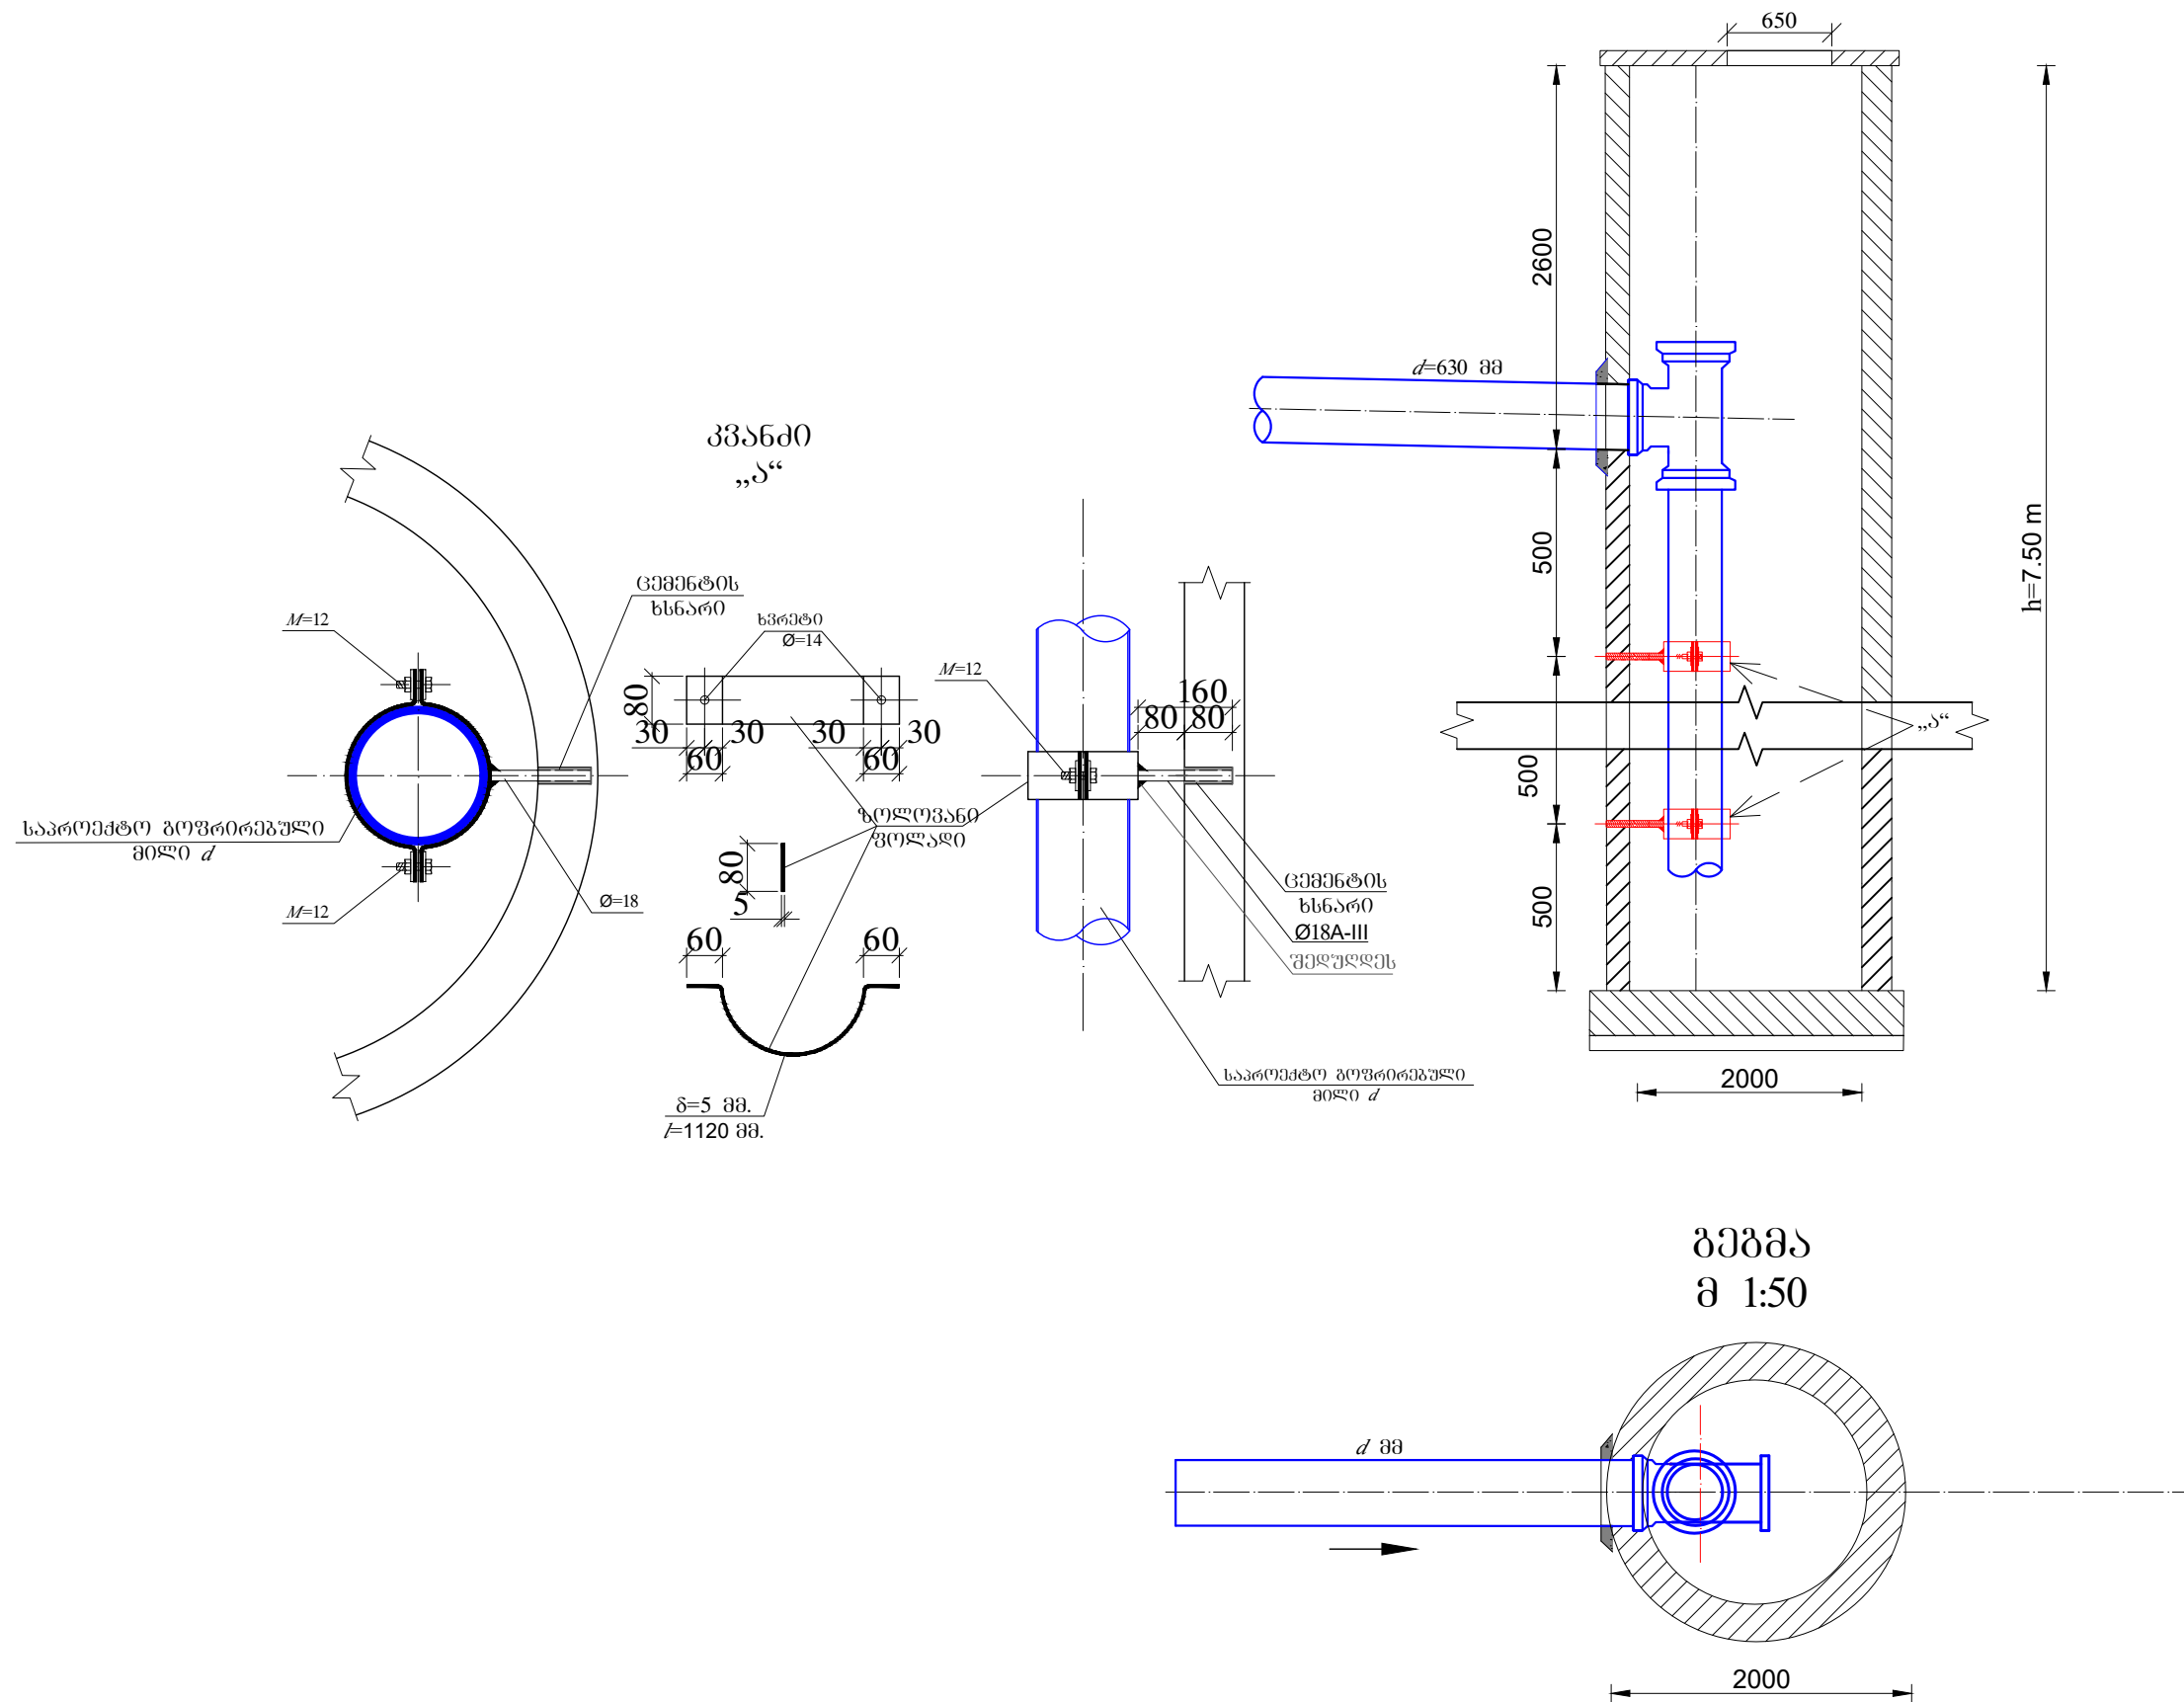 650
2600
d=630 მმ
კვანძი
„ა“
500
h=7.50 m
ცემენტის
ხსნარი
ხვრეტი
Ø=14
M=12
M=12
160
80
80
80
30
30
30
30
60
60
„ა“
500
საპროექტო გოფრირებული
მილი d
ზოლოვანი
ფოლადი
80
5
M=12
Ø=18
ცემენტის
ხსნარი
Ø18A-III
შედუღდეს
500
60
60
საპროექტო გოფრირებული
მილი d
δ=5 მმ.
l=1120 მმ.
2000
გეგმა
მ 1:50
d მმ
2000